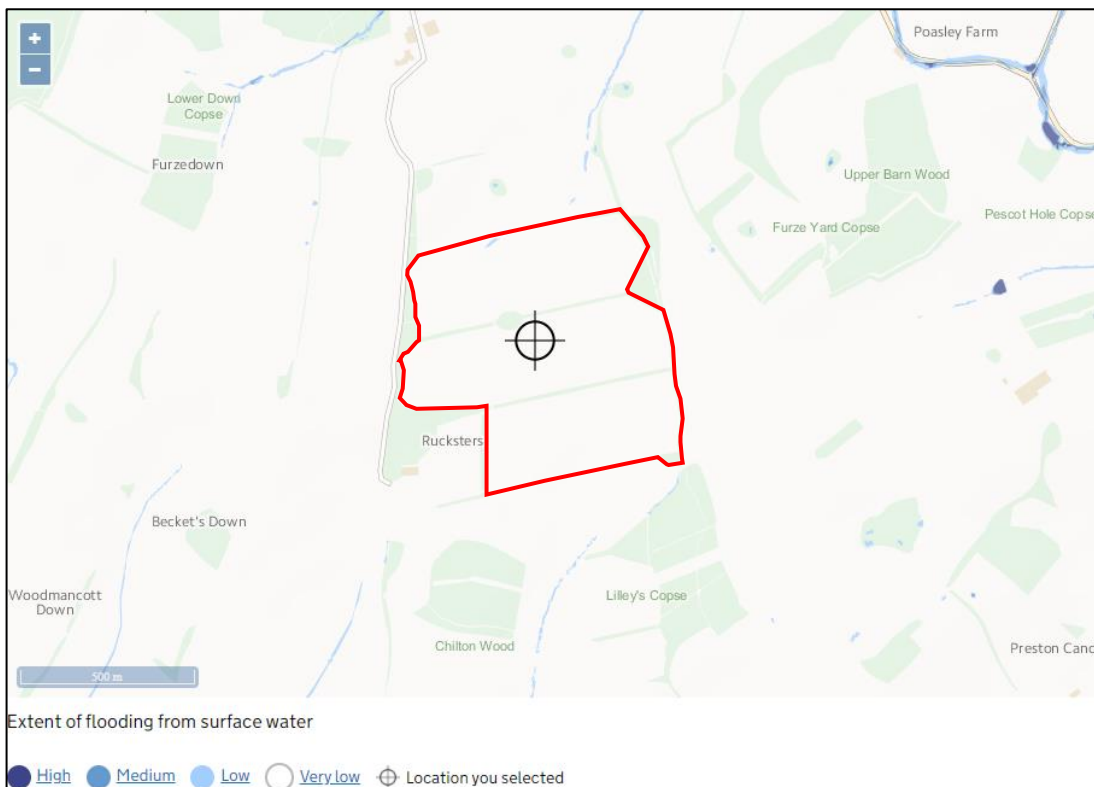 +
Poasley Farm
−
Lower Down
Copse
Furzedown
Upper Barn Wood
Pescot Hole Copse
Furze Yard Copse
Rucksters
Becket's Down
Woodmancott
Down
Lilley's Copse
Chilton Wood
Preston Canc
500 m
Extent of flooding from surface water
High Medium Low Very low Location you selected